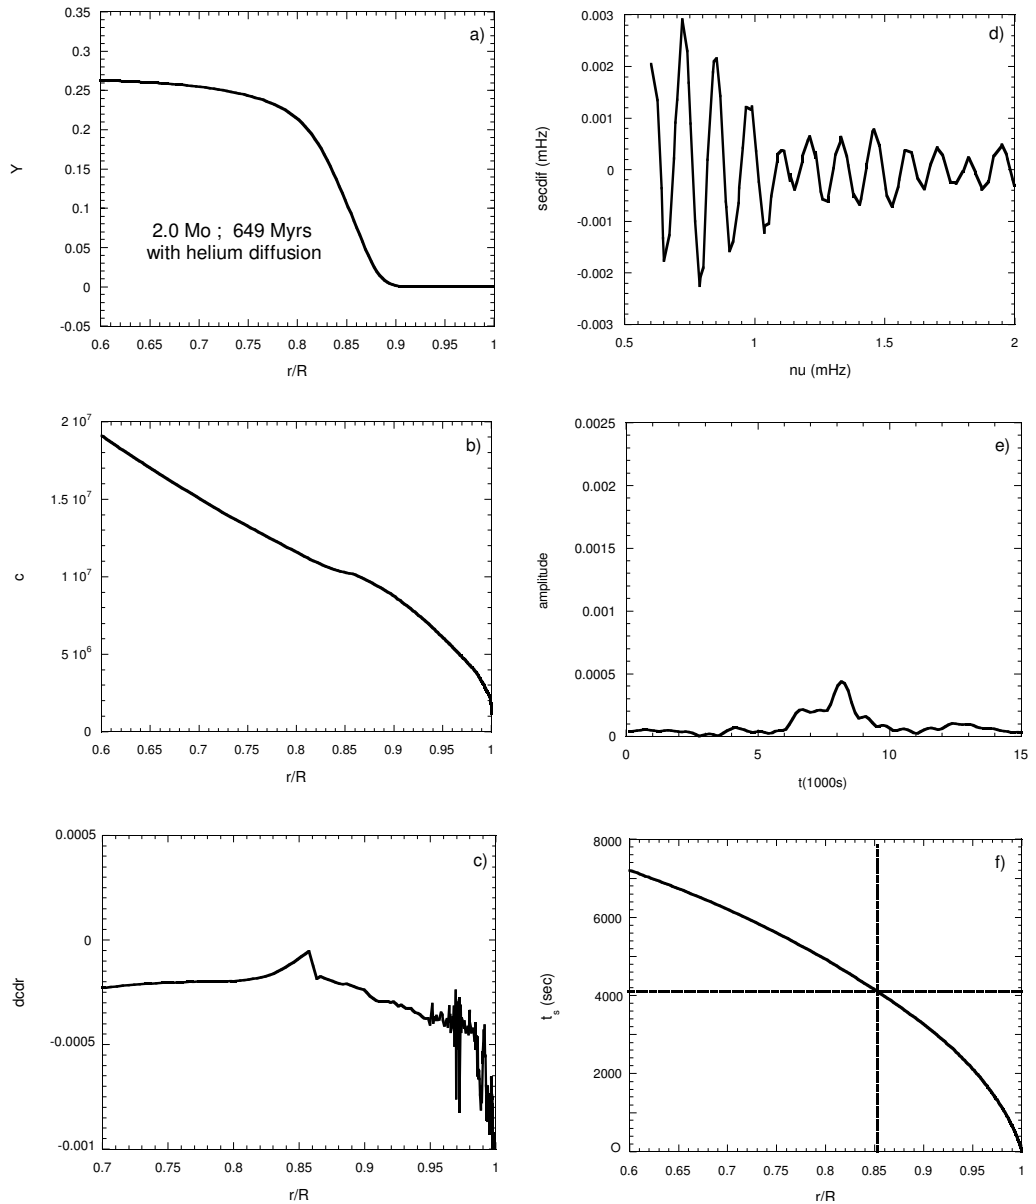 a)
0.35
0.3
0.25
0.2
0.15
0.1
0.05
0
-0.05
Y
2.0 Mo ; 649 Myrs
with helium diffusion
0.6 0.65 0.7 0.75 0.8 0.85 0.9 0.95 1
r/R
d)
0.003
0.002
0.001
0
-0.001
-0.002
-0.003
secdif (mHz)
0.5 1 1.5 2
nu (mHz)
b)
2 10^7
1.5 10^7
1 10^7
5 10^6
0
c
0.6 0.65 0.7 0.75 0.8 0.85 0.9 0.95 1
r/R
e)
0.0025
0.002
0.0015
0.001
0.0005
0
amplitude
0 5 10 15
t(1000s)
c)
0.0005
0
-0.0005
-0.001
dcdr
0.7 0.75 0.8 0.85 0.9 0.95 1
r/R
f)
8000
6000
4000
2000
0
t_s (sec)
0.6 0.65 0.7 0.75 0.8 0.85 0.9 0.95 1
r/R